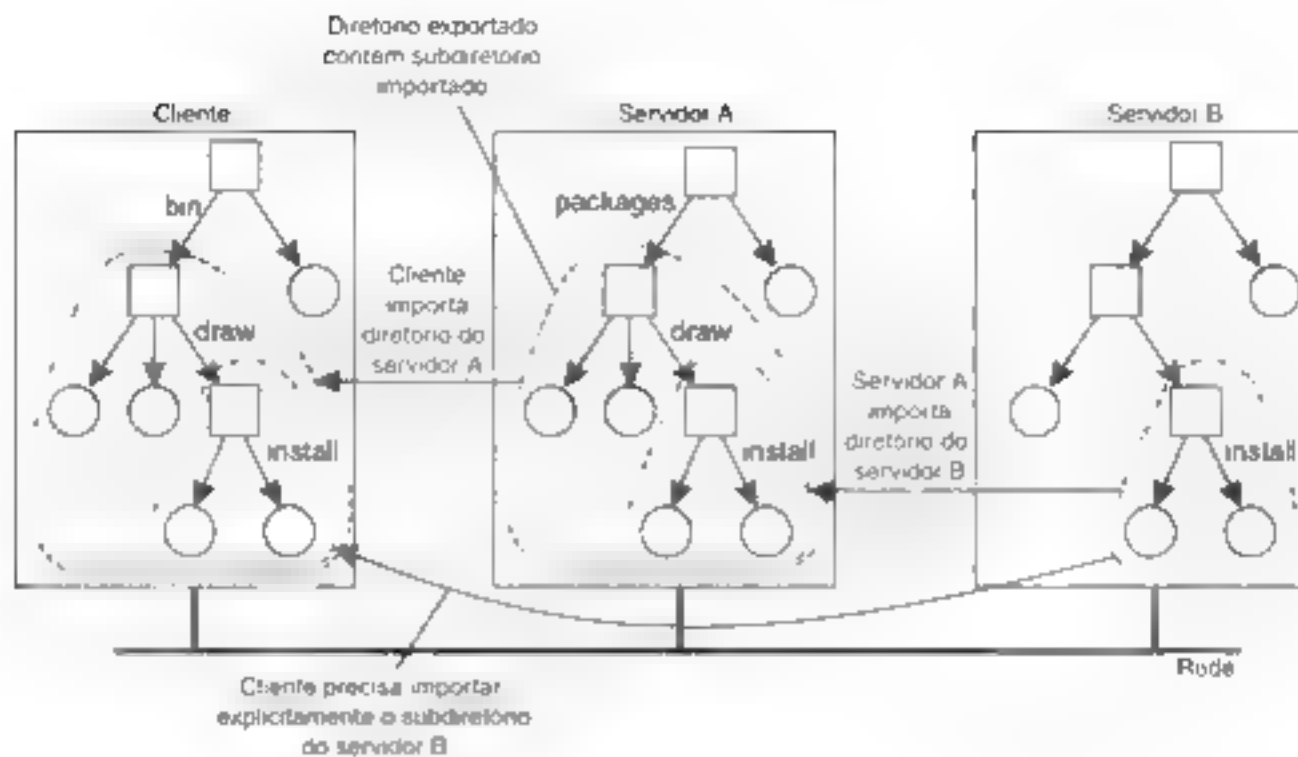 Diretório exportado
contém subdiretório
importado
Cliente
Servidor A
Servidor B
bin
packages
Cliente
importa
diretório do
servidor A
draw
draw
Servidor A
importa
diretório do
servidor B
install
install
install
Rede
Cliente precisa importar
explicitamente o subdiretório
do servidor B